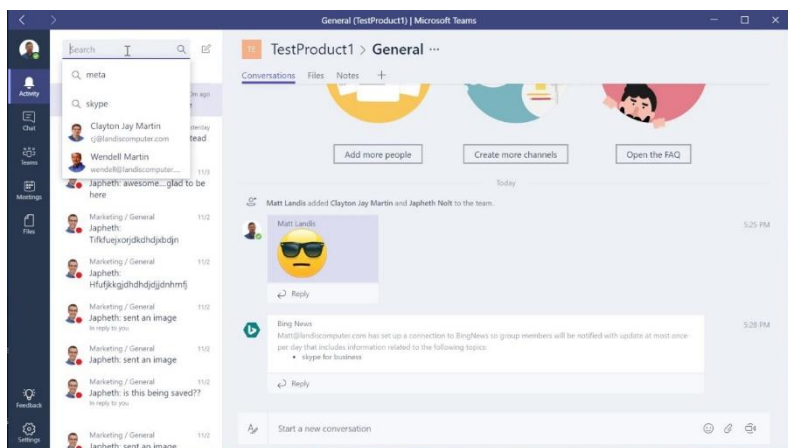 General (TestProduct1) | Microsoft Teams
Search
meta
skype
Clayton Jay Martin
cj@landiscomputer.com
Wendell Martin
wendell@landiscomputer....
Activity
Chat
Teams
Meetings
Files
Feedback
Settings
m ago
sterday
tead
11/3
Japheth: awesome....glad to be
here
Marketing / General 11/2
Japheth:
Tifkfuejxorjdkdhdjxbdjn
Marketing / General 11/2
Japheth:
Hfufjkkgjdhdhdjdjjdnhmfj
Marketing / General 11/2
Japheth: sent an image
In reply to you
Marketing / General 11/2
Japheth: sent an image
Marketing / General 11/2
Japheth: is this being saved??
In reply to you
Marketing / General 11/2
Japheth: sent an image
TE
TestProduct1 > General ···
Conversations Files Notes +
Add more people
Create more channels
Open the FAQ
Today
Matt Landis added Clayton Jay Martin and Japheth Nolt to the team.
Matt Landis 5:25 PM
Reply
Bing News 5:28 PM
Matt@landiscomputer.com has set up a connection to BingNews so group members will be notified with update at most once
per day that includes information related to the following topics:
• skype for business
Reply
Start a new conversation